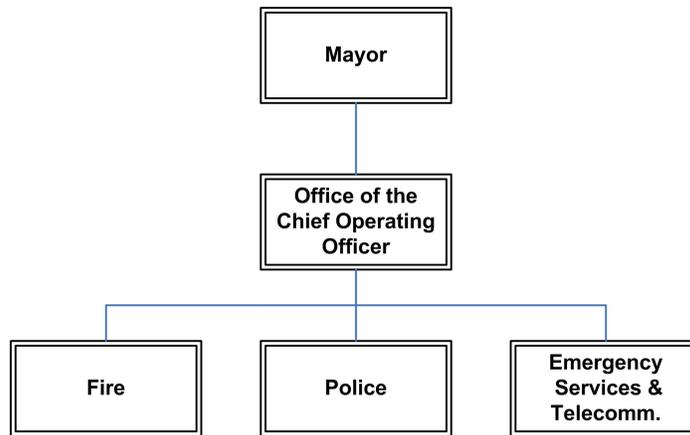 Mayor
Office of the
Chief Operating
Officer
Fire
Police
Emergency
Services &
Telecomm.